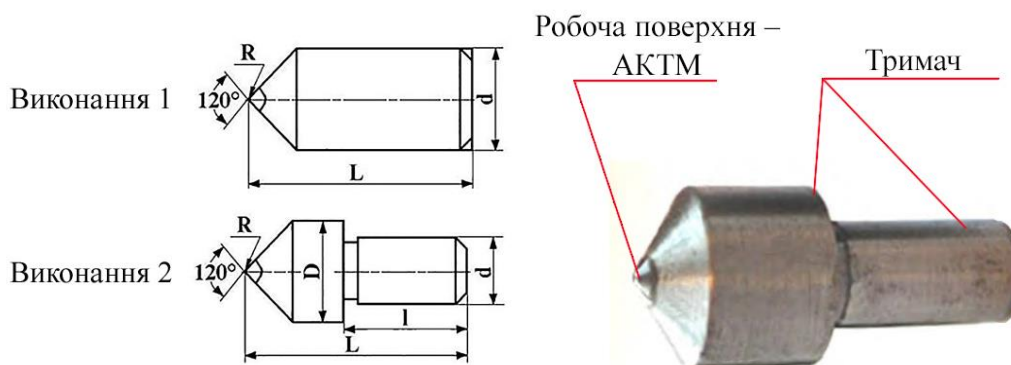 Виконання 1
R
120°
d
L
Виконання 2
R
120°
D
d
l
L
Робоча поверхня –
АКТМ
Тримач